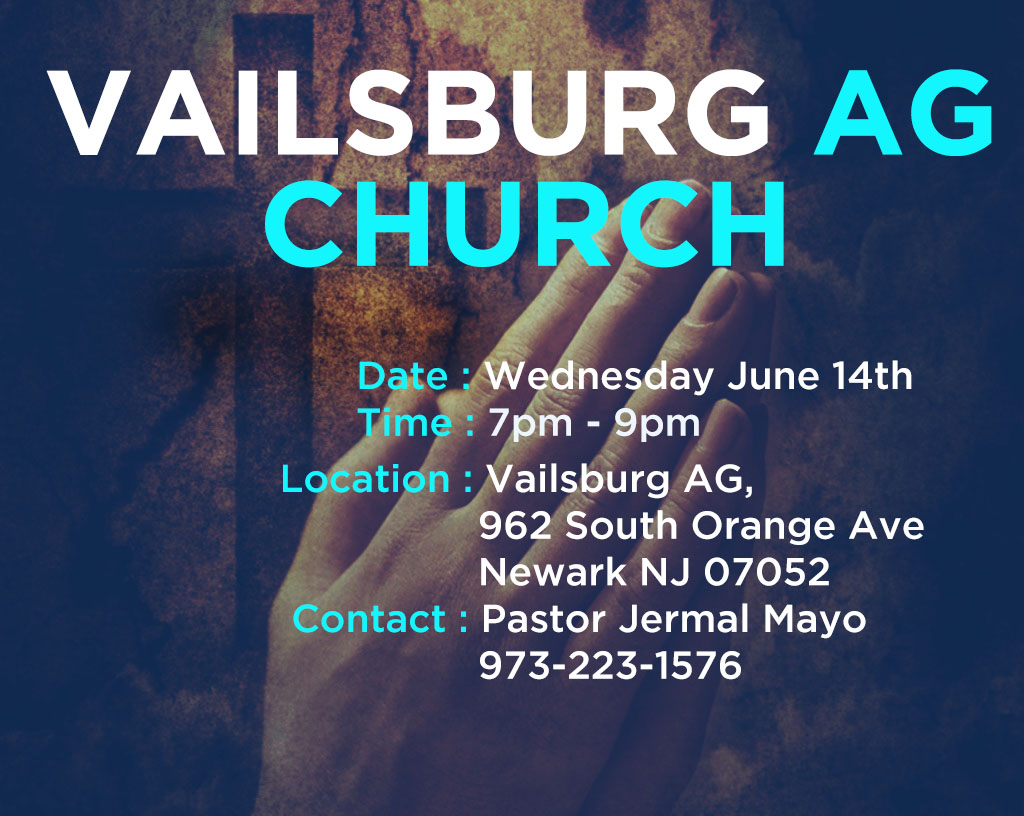 VAILSBURG AG
CHURCH
Date : Wednesday June 14th
Time : 7pm - 9pm
Location : Vailsburg AG,
962 South Orange Ave
Newark NJ 07052
Contact : Pastor Jermal Mayo
973-223-1576